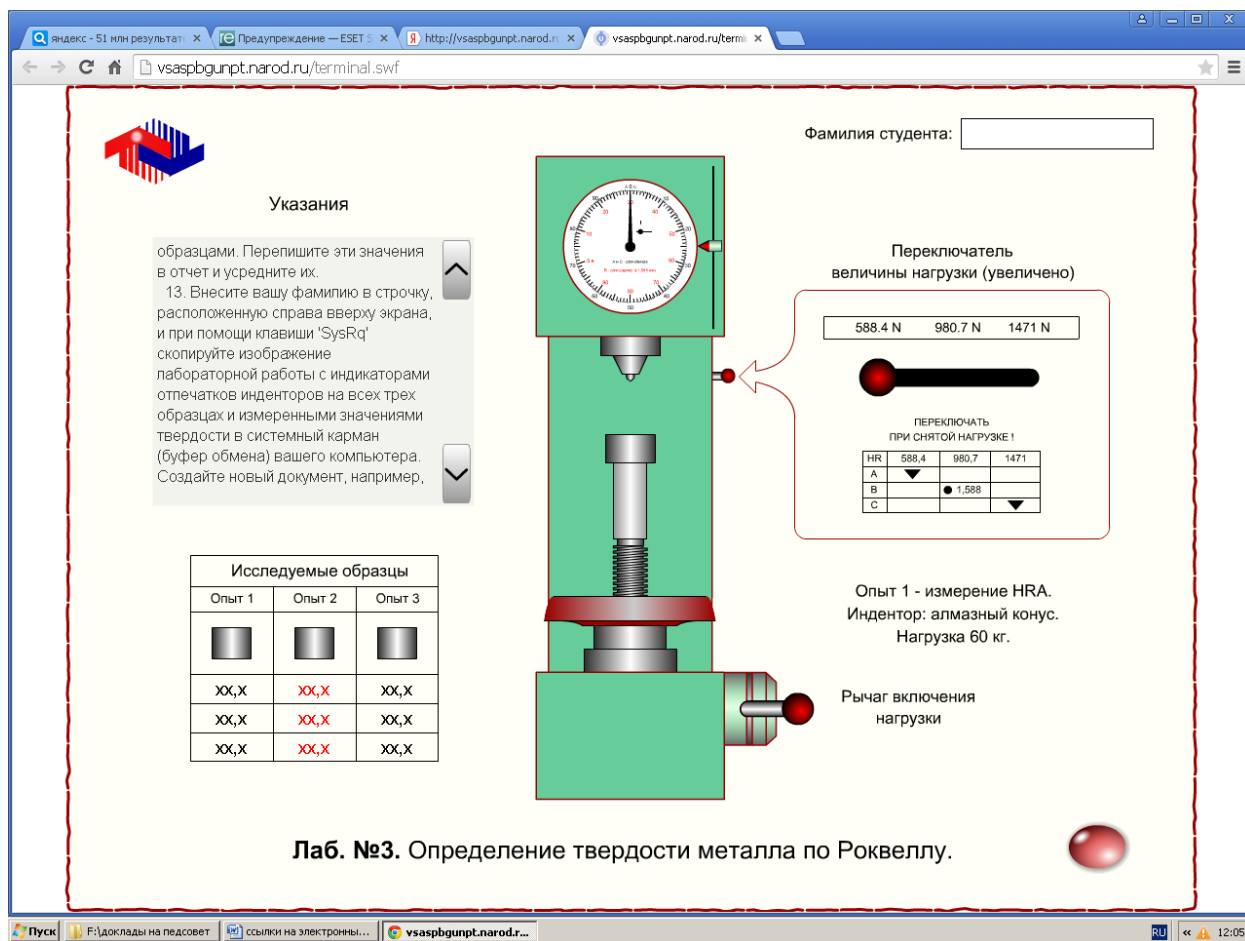 яндекс - 51 млн результат
Предупреждение — ESET S
http://vsaspbgunpt.narod.ru
vsaspbgunpt.narod.ru/termi
vsaspbgunpt.narod.ru/terminal.swf
Фамилия студента:
Указания
образцами. Перепишите эти значения
в отчет и усредните их.
13. Внесите вашу фамилию в строчку,
расположенную справа вверху экрана,
и при помощи клавиши 'SysRq'
скопируйте изображение
лабораторной работы с индикаторами
отпечатков инденторов на всех трех
образцах и измеренными значениями
твердости в системный карман
(буфер обмена) вашего компьютера.
Создайте новый документ, например,
Переключатель
величины нагрузки (увеличено)
588.4 N 980.7 N 1471 N
ПЕРЕКЛЮЧАТЬ
ПРИ СНЯТОЙ НАГРУЗКЕ !
HR 588,4 980,7 1471
A
B 1,588
C
Исследуемые образцы
Опыт 1 Опыт 2 Опыт 3
xx,x xx,x xx,x
xx,x xx,x xx,x
xx,x xx,x xx,x
Опыт 1 - измерение HRA.
Индентор: алмазный конус.
Нагрузка 60 кг.
Рычаг включения
нагрузки
Лаб. №3. Определение твердости металла по Роквеллу.
Пуск
F:\доклады на педсовет
ссылки на электронны...
vsaspbgunpt.narod.r...
RU
12:05